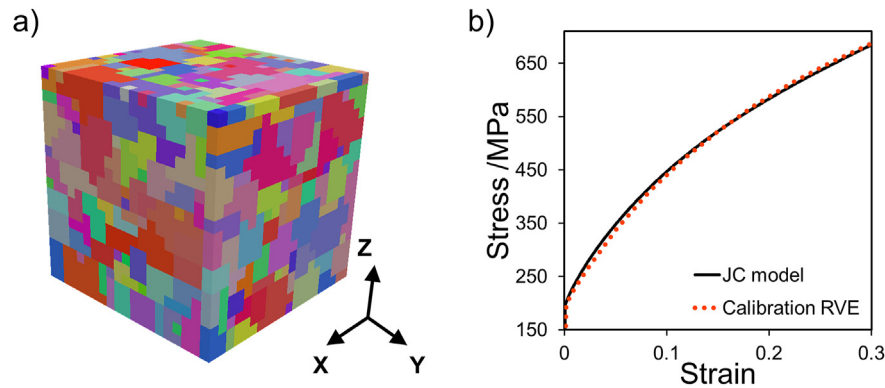 a)
Z
X
Y
b)
Stress /MPa
650
550
450
350
250
150
JC model
Calibration RVE
0
0.1
0.2
0.3
Strain